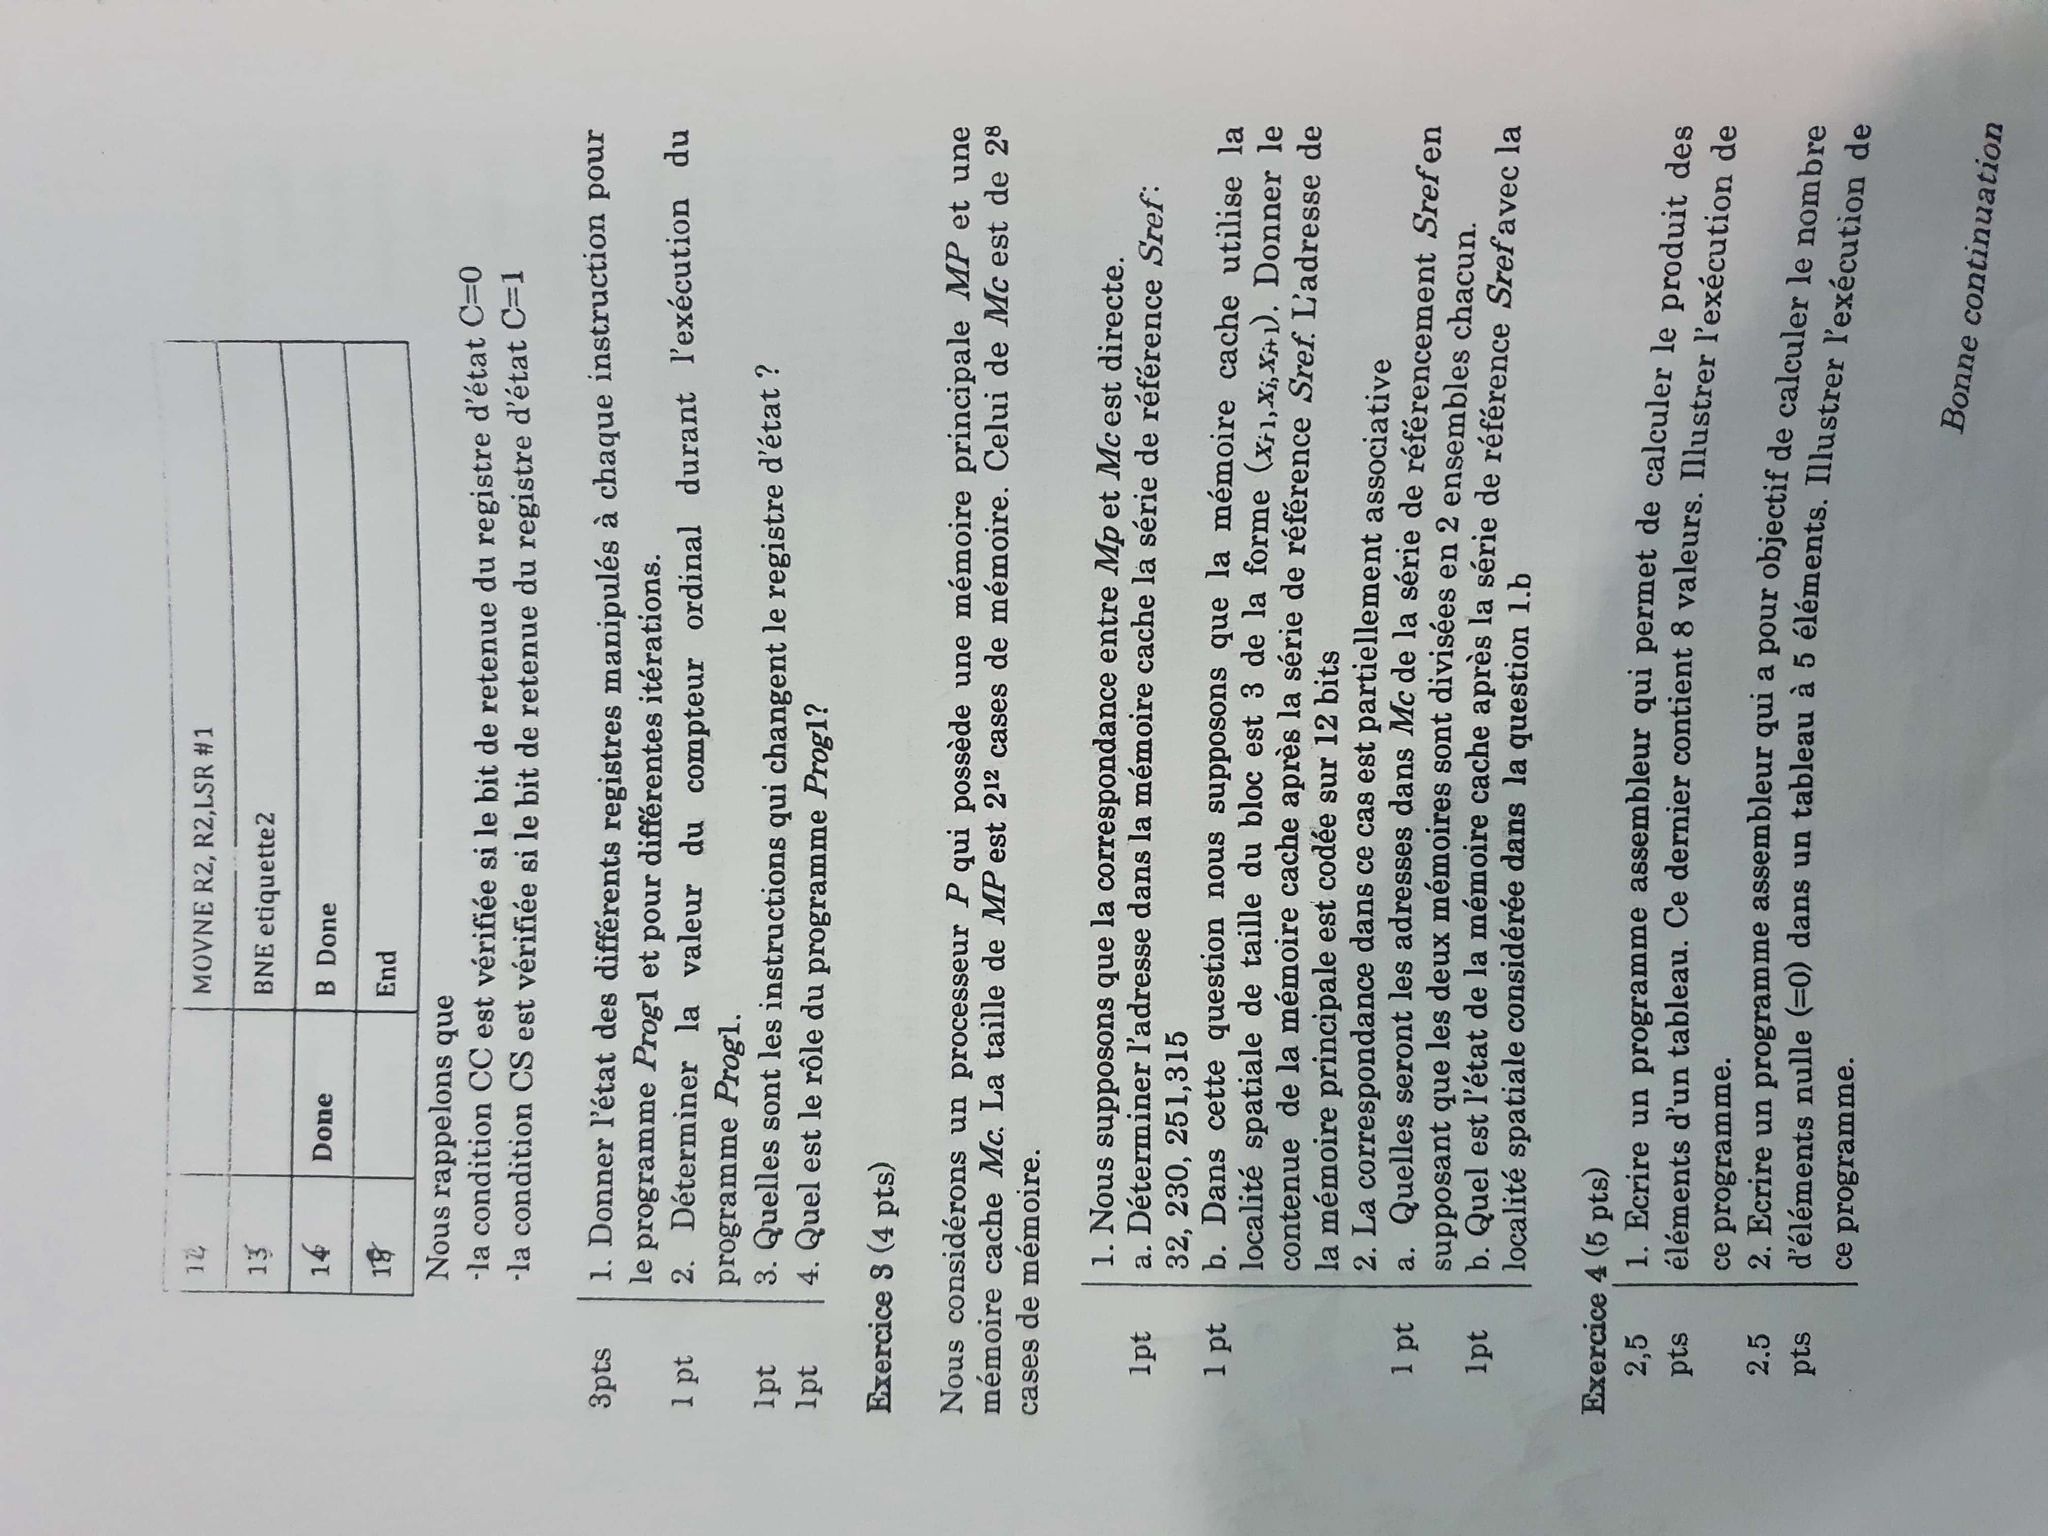 12 MOVNE R2, R2,LSR #1
13 BNE etiquette2
14 Done B Done
End
Nous rappelons que
-la condition CC est vérifiée si le bit de retenue du registre d'état C=0
-la condition CS est vérifiée si le bit de retenue du registre d'état C=1
3pts 1. Donner l'état des différents registres manipulés à chaque instruction pour
le programme Prog1 et pour différentes itérations.
1 pt 2. Déterminer la valeur du compteur ordinal durant l'exécution du
programme Prog1.
1pt 3. Quelles sont les instructions qui changent le registre d'état ?
1pt 4. Quel est le rôle du programme Prog1?
Exercice 3 (4 pts)
Nous considérons un processeur P qui possède une mémoire principale MP et une
mémoire cache Mc. La taille de MP est 2¹² cases de mémoire. Celui de Mc est de 2⁸
cases de mémoire.
1. Nous supposons que la correspondance entre Mp et Mc est directe.
1pt a. Déterminer l'adresse dans la mémoire cache la série de référence Sref:
32, 230, 251,315
1 pt b. Dans cette question nous supposons que la mémoire cache utilise la
localité spatiale de taille du bloc est 3 de la forme (xi-1,xi,xi+1). Donner le
contenue de la mémoire cache après la série de référence Sref. L'adresse de
la mémoire principale est codée sur 12 bits
2. La correspondance dans ce cas est partiellement associative
1 pt a. Quelles seront les adresses dans Mc de la série de référencement Sref en
supposant que les deux mémoires sont divisées en 2 ensembles chacun.
1pt b. Quel est l'état de la mémoire cache après la série de référence Sref avec la
localité spatiale considérée dans la question 1.b
Exercice 4 (5 pts)
2,5 1. Ecrire un programme assembleur qui permet de calculer le produit des
pts éléments d'un tableau. Ce dernier contient 8 valeurs. Illustrer l'exécution de
ce programme.
2.5 2. Ecrire un programme assembleur qui a pour objectif de calculer le nombre
pts d'éléments nulle (=0) dans un tableau à 5 éléments. Illustrer l'exécution de
ce programme.
Bonne continuation